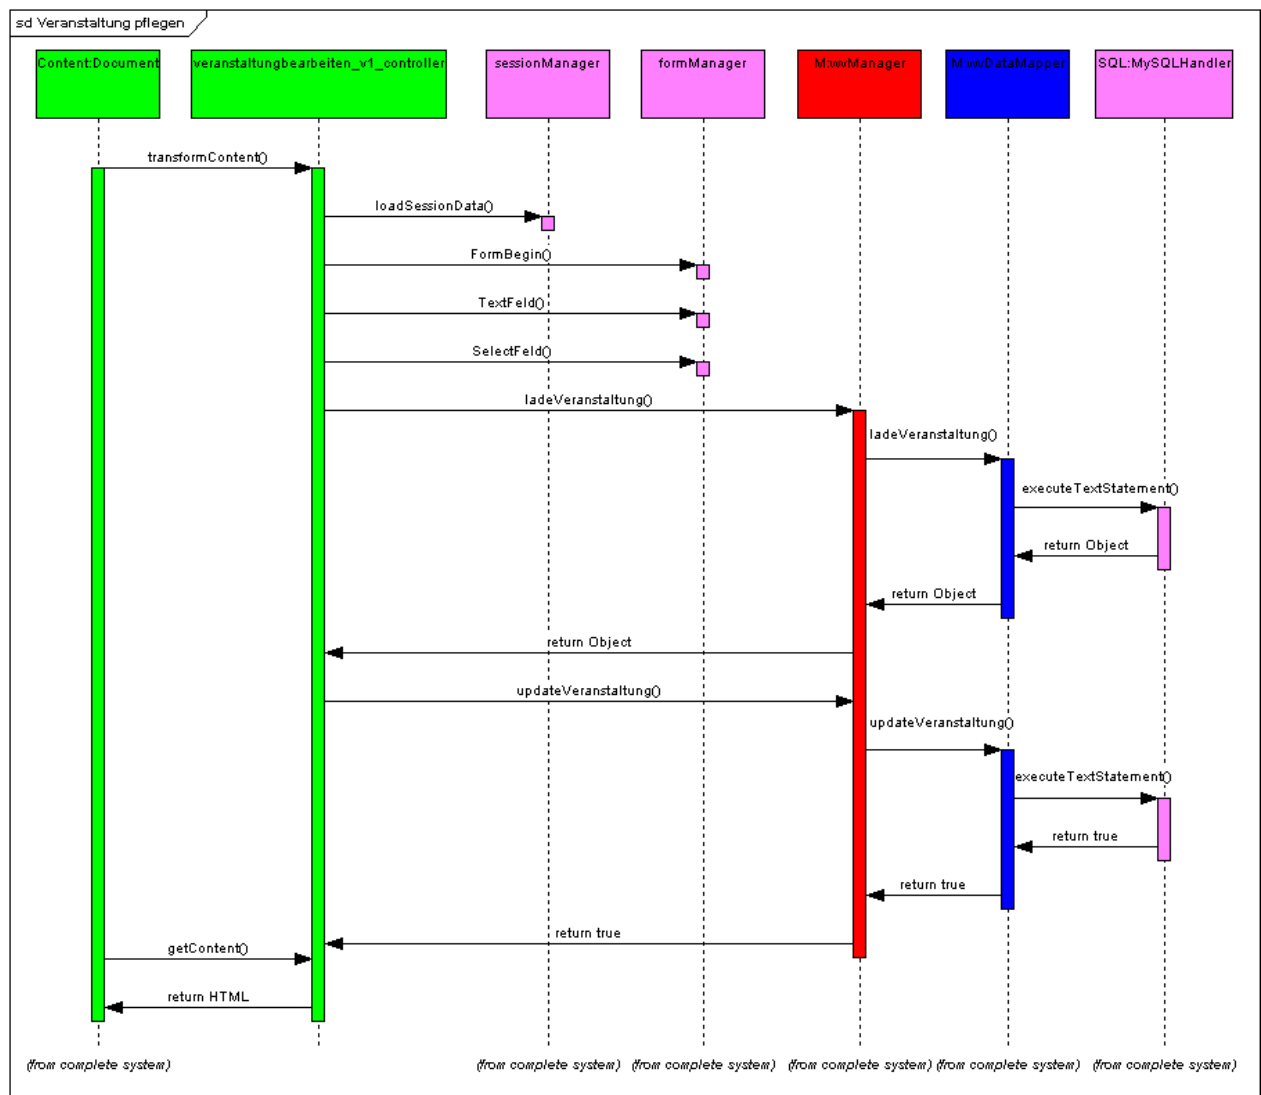 sd Veranstaltung pflegen
Content:Document
veranstaltungbearbeiten_v1_controller
sessionManager
formManager
M:wvManager
M:wvDataMapper
SQL:MySQLHandler
transformContent()
loadSessionData()
FormBegin()
TextFeld()
SelectFeld()
ladeVeranstaltung()
ladeVeranstaltung()
executeTextStatement()
return Object
return Object
return Object
updateVeranstaltung()
updateVeranstaltung()
executeTextStatement()
return true
return true
return true
getContent()
return HTML
(from complete system)
(from complete system)
(from complete system)
(from complete system)
(from complete system)
(from complete system)